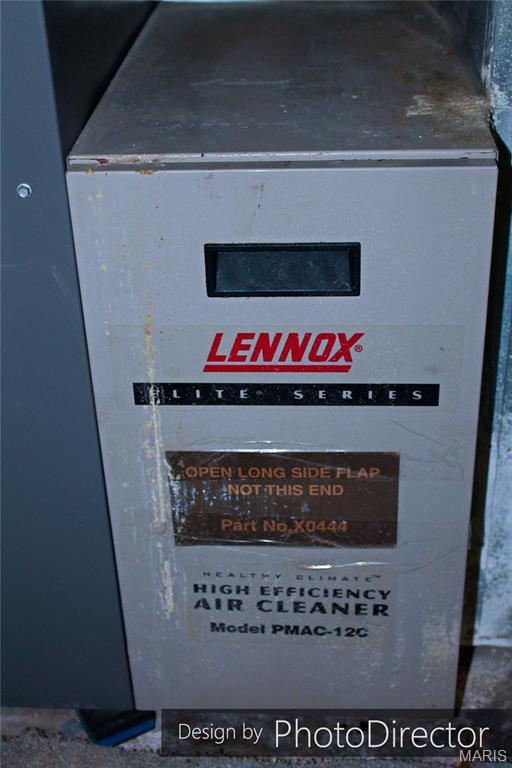 LENNOX®
ELITE® SERIES
OPEN LONG SIDE FLAP
NOT THIS END
Part No. X0444
HEALTHY CLIMATE™
HIGH EFFICIENCY
AIR CLEANER
Model PMAC-12C
Design by PhotoDirector
MARIS